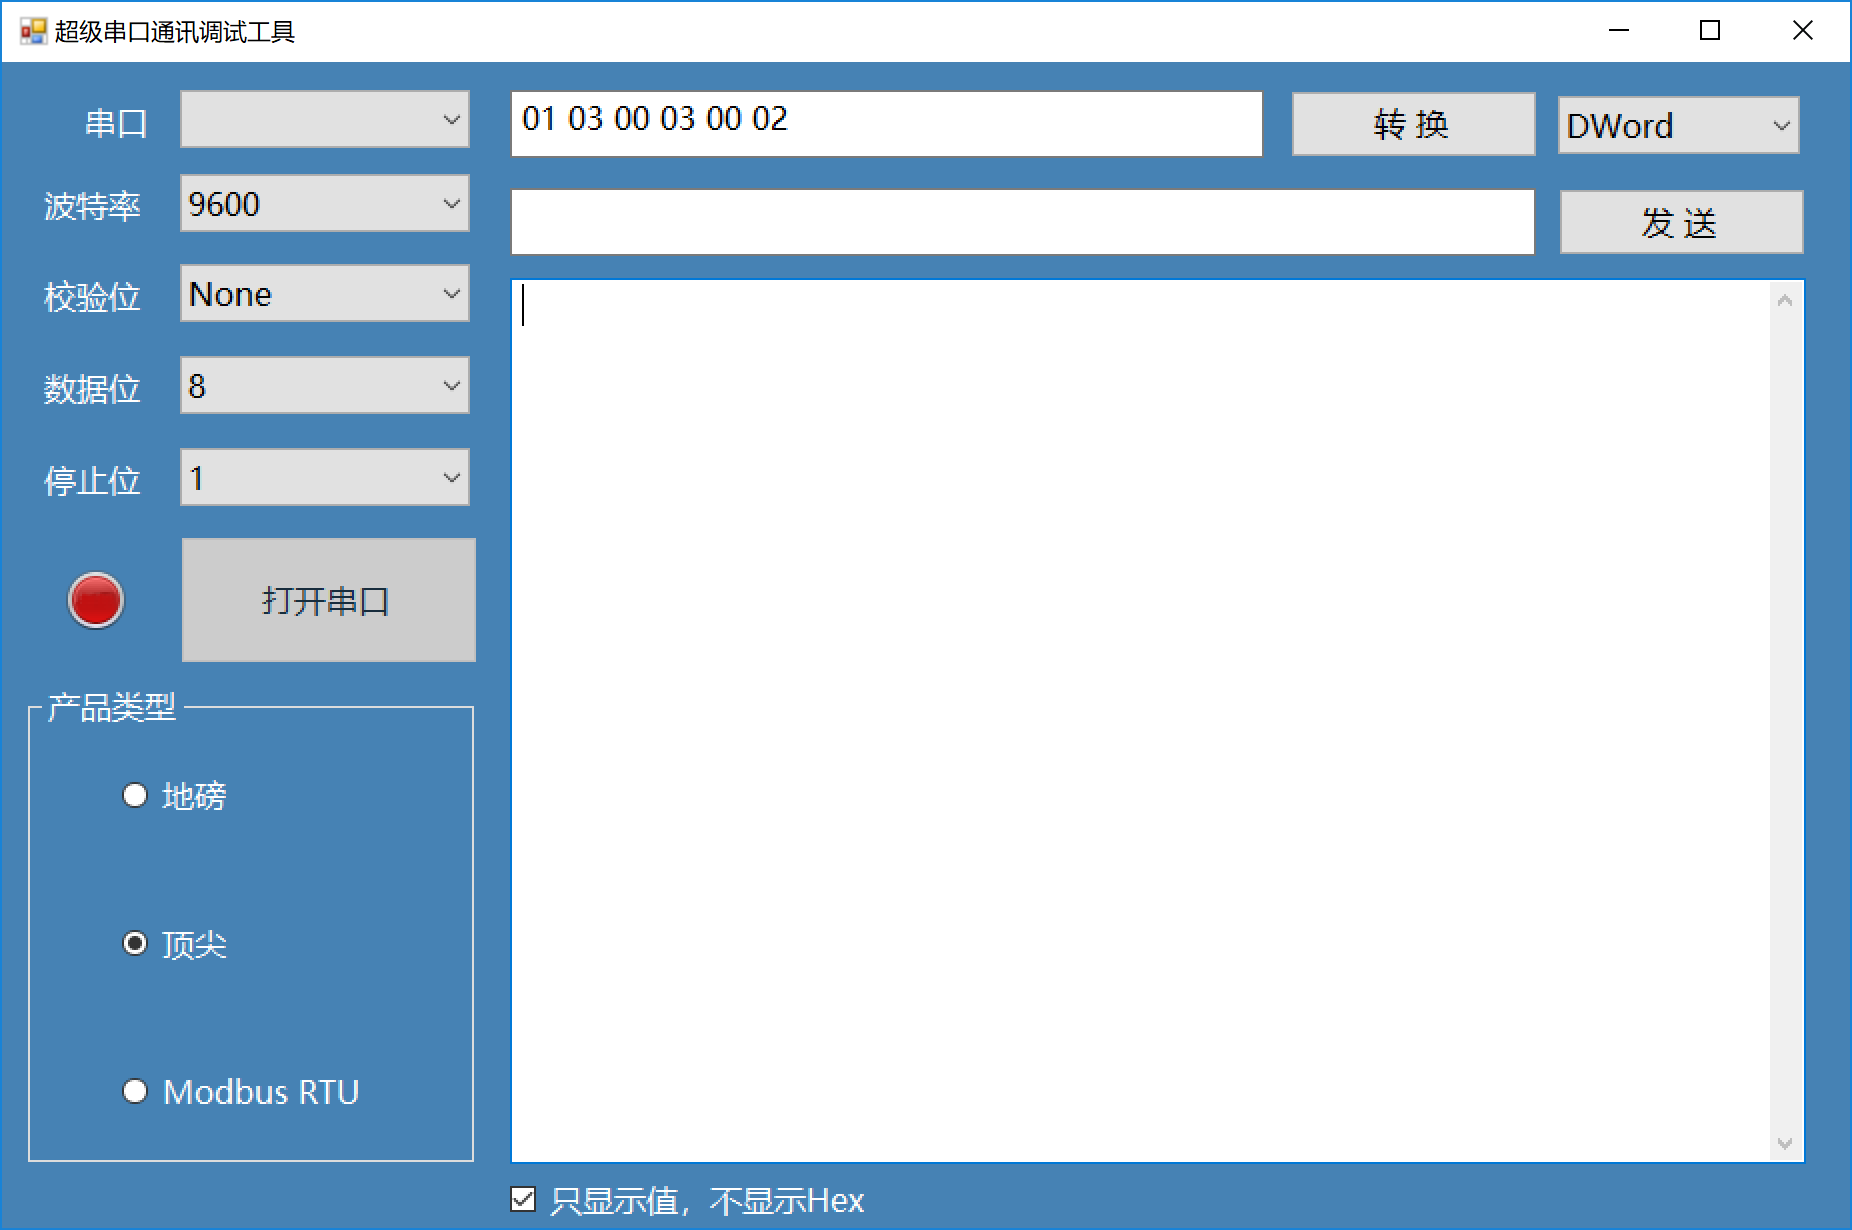 超级串口通讯调试工具
串口
01 03 00 03 00 02
转 换
DWord
波特率
9600
发 送
校验位
None
数据位
8
停止位
1
打开串口
产品类型
地磅
顶尖
Modbus RTU
只显示值，不显示Hex